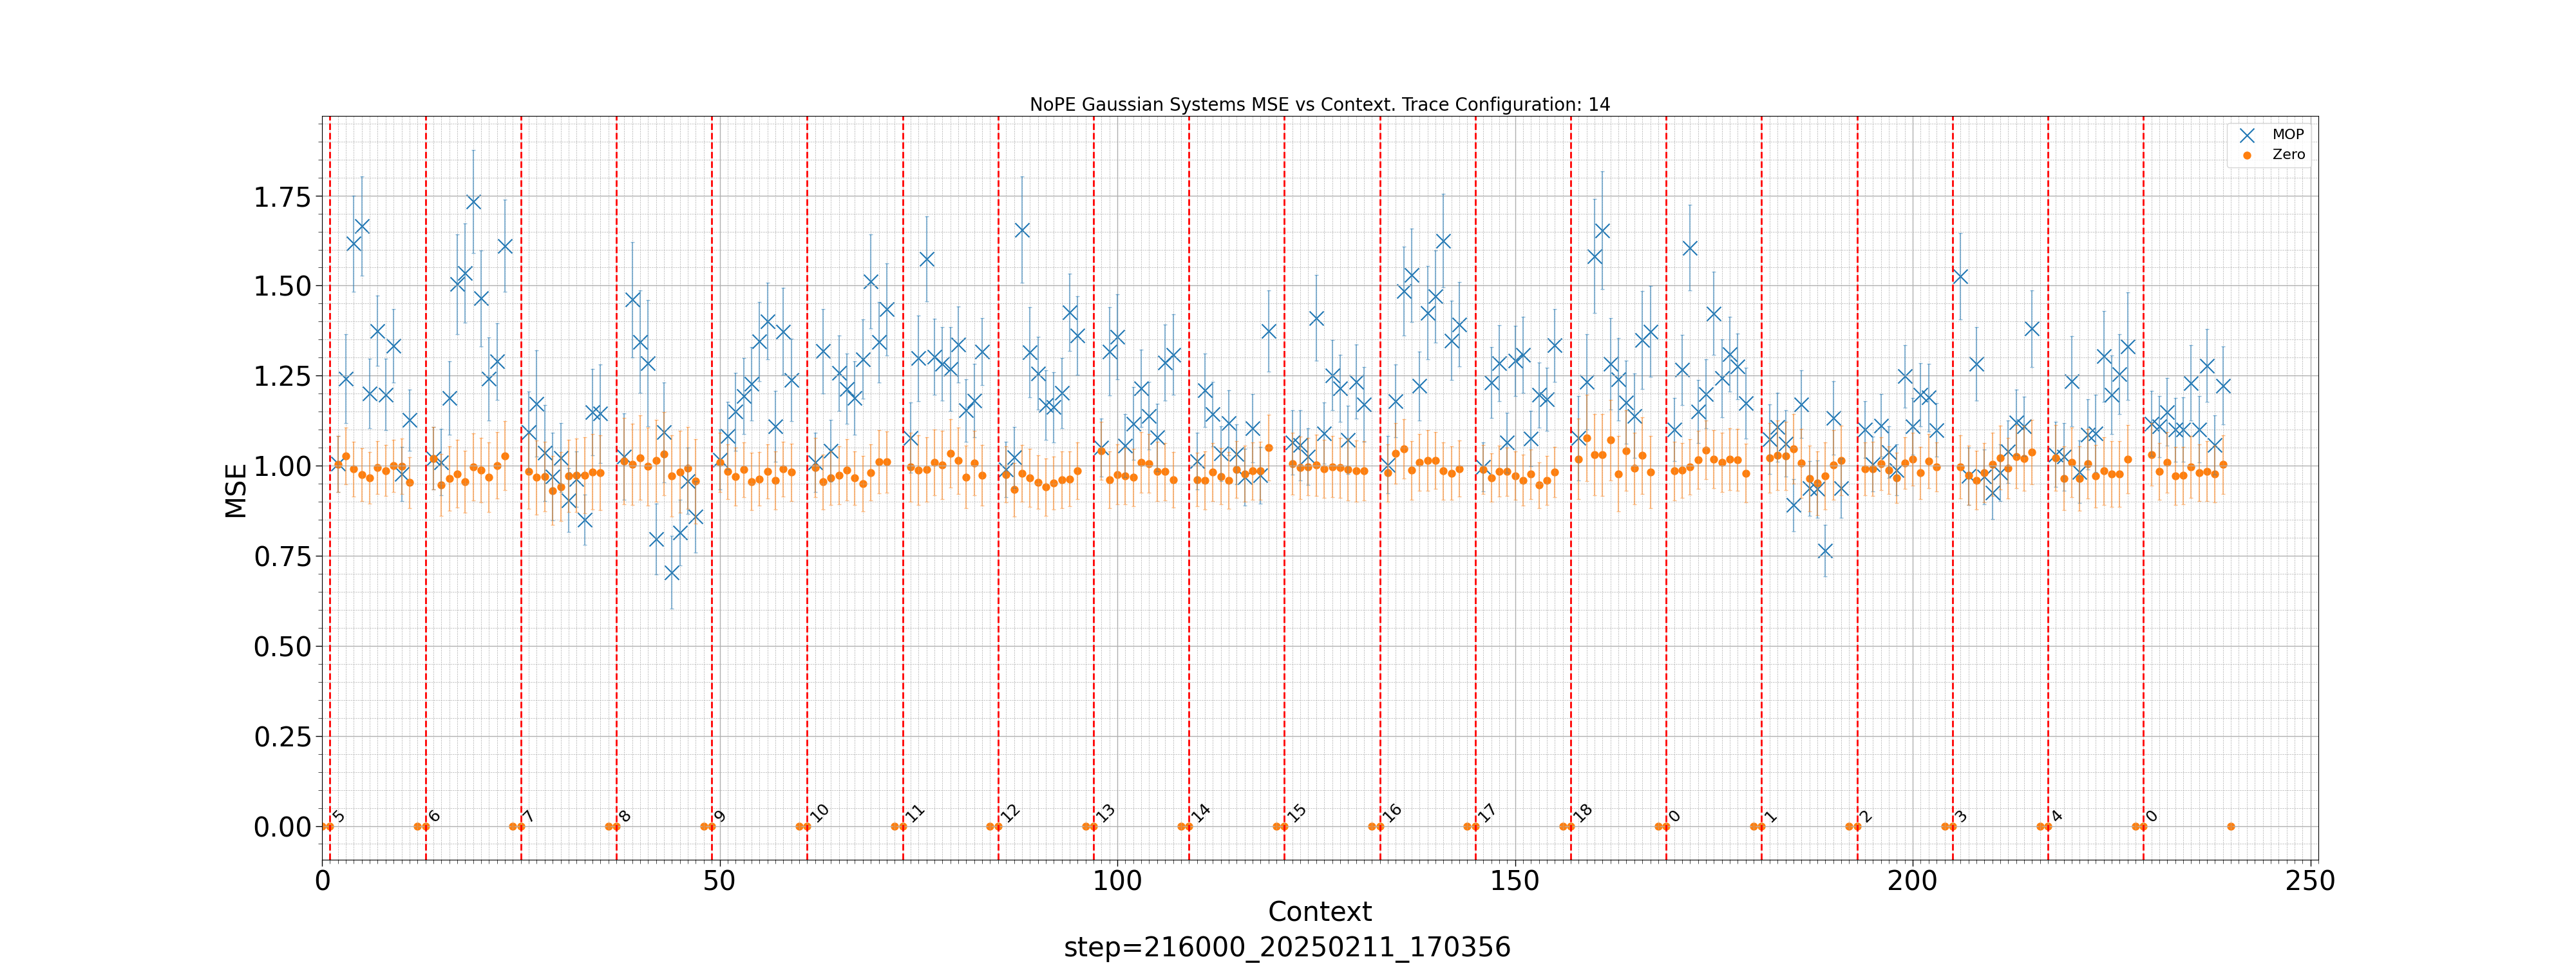 NoPE Gaussian Systems MSE vs Context. Trace Configuration: 14
MOP
Zero
1.75
1.50
1.25
1.00
0.75
0.50
0.25
0.00
MSE
5 6 7 8 9 10 11 12 13 14 15 16 17 18 0 1 2 3 4 0
0 50 100 150 200 250
Context
step=216000_20250211_170356